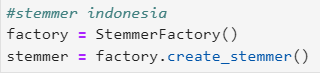 #stemmer indonesia
factory = StemmerFactory()
stemmer = factory.create_stemmer()